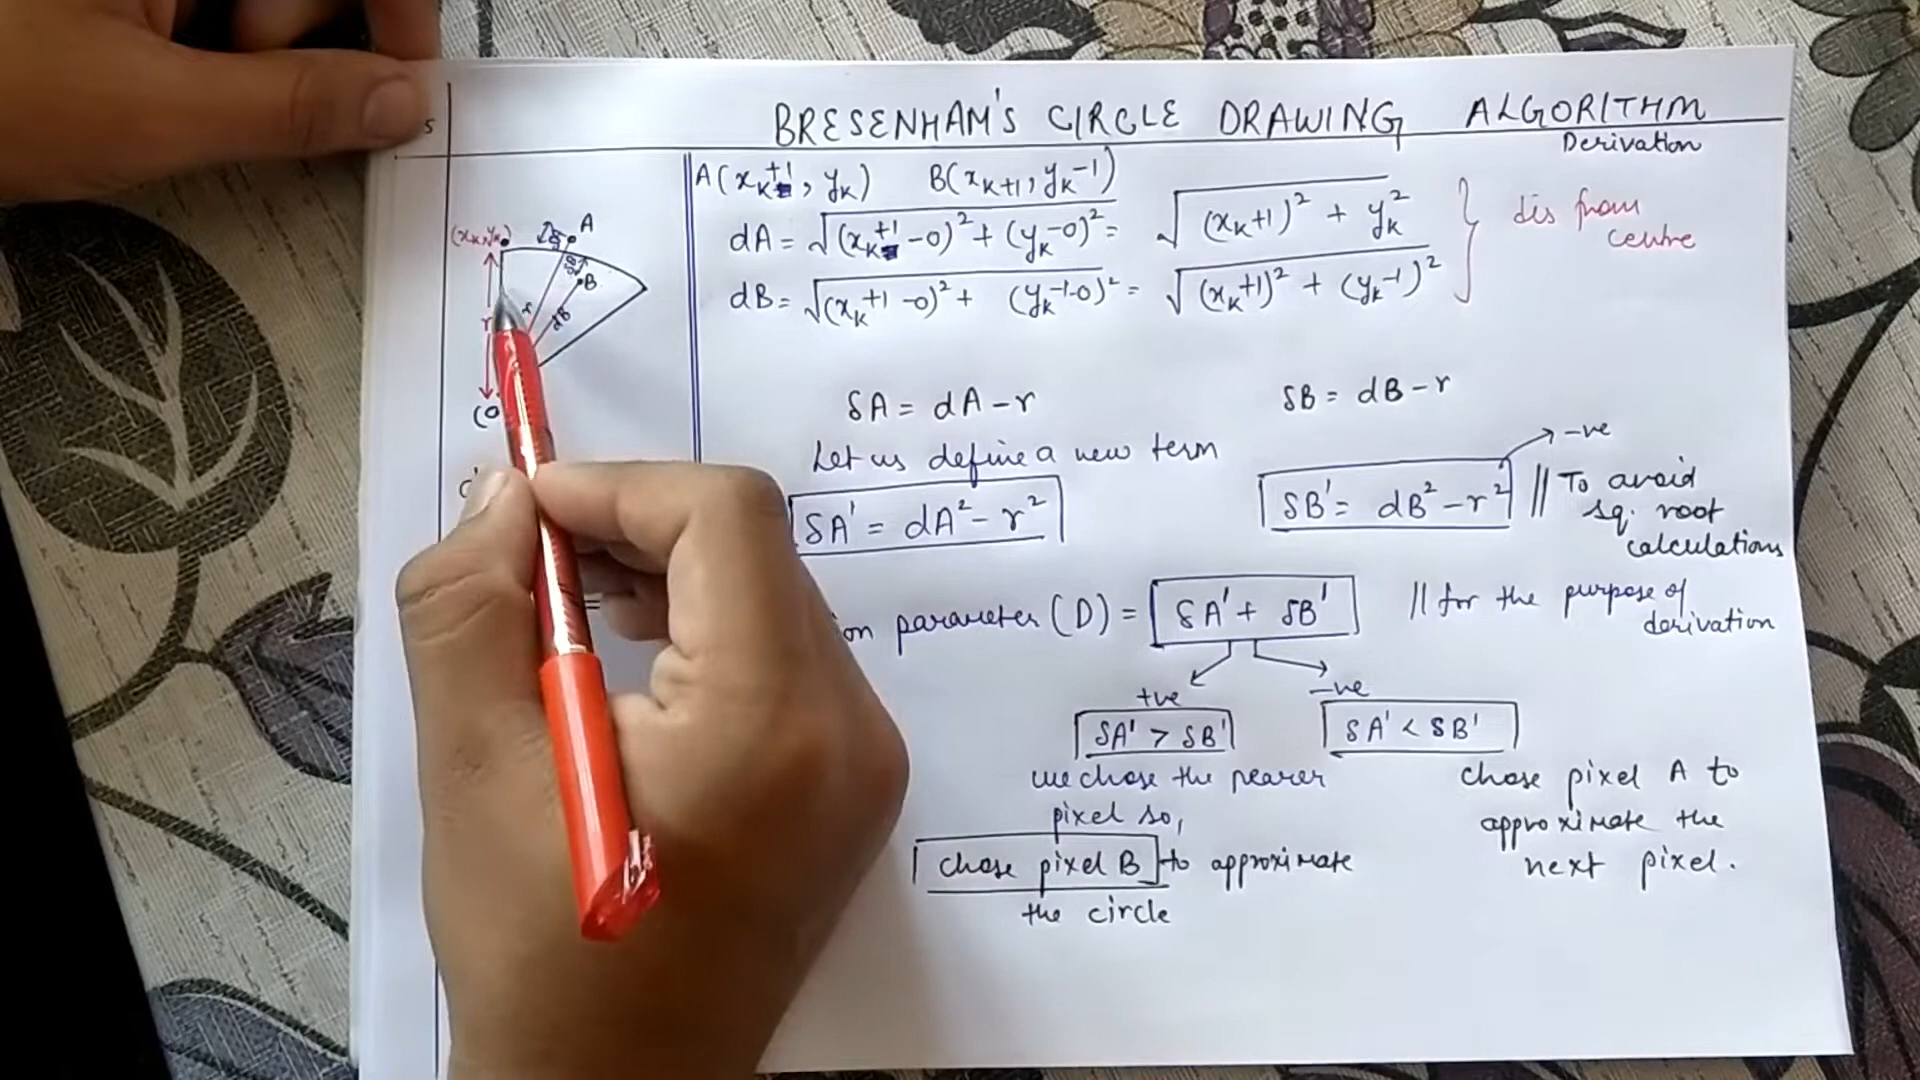 BRESENHAM'S CIRCLE DRAWING ALGORITHM
Derivation
s
A(xₖ+1, yₖ) B(xₖ+1, yₖ-1)
dA = √(xₖ+1 -0)² + (yₖ-0)² = √(xₖ+1)² + yₖ²
dB = √(xₖ+1 -0)² + (yₖ-1-0)² = √(xₖ+1)² + (yₖ-1)²
dis from
centre
(xₖ,yₖ)
A
B
r
r
dB
(0
δA = dA-r δB = dB-r
Let us define a new term
-ve
δA' = dA² - r² δB' = dB² - r² // To avoid
sq. root
calculations
on parameter (D) = δA' + δB' // for the purpose of
derivation
+ve -ve
δA' > δB' δA' < δB'
we chose the nearer
pixel so,
chose pixel B to approximate
the circle
chose pixel A to
approximate the
next pixel.